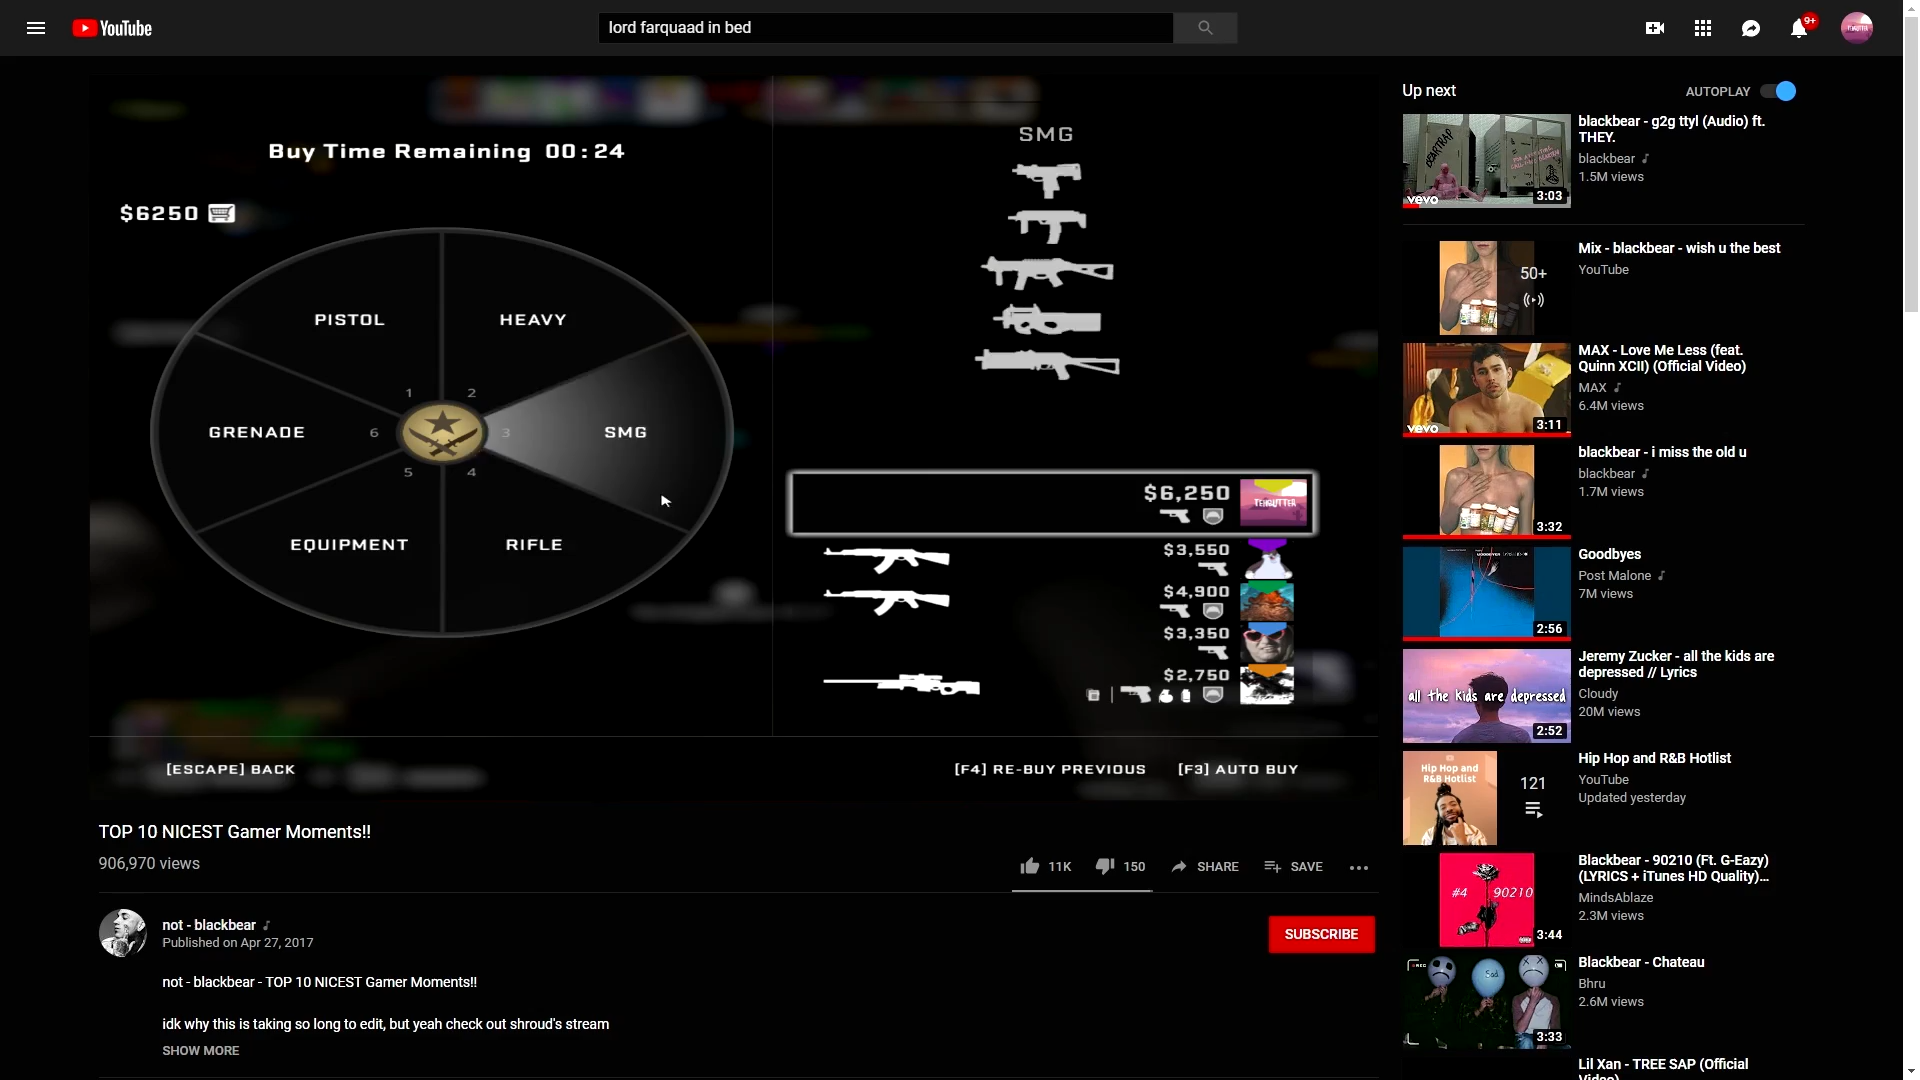 YouTube
lord farquaad in bed
9+
Buy Time Remaining 00:24
$6250
PISTOL
HEAVY
GRENADE
SMG
EQUIPMENT
RIFLE
1
2
3
4
5
6
SMG
$6,250
TENGUTTER
$3,550
$4,900
$3,350
$2,750
[ESCAPE] BACK
[F4] RE-BUY PREVIOUS
[F3] AUTO BUY
TOP 10 NICEST Gamer Moments!!
906,970 views
11K
150
SHARE
SAVE
not - blackbear
Published on Apr 27, 2017
SUBSCRIBE
not - blackbear - TOP 10 NICEST Gamer Moments!!
idk why this is taking so long to edit, but yeah check out shroud's stream
SHOW MORE
Up next
AUTOPLAY
vevo
3:03
blackbear - g2g ttyl (Audio) ft.
THEY.
blackbear
1.5M views
50+
Mix - blackbear - wish u the best
YouTube
vevo
3:11
MAX - Love Me Less (feat.
Quinn XCII) (Official Video)
MAX
6.4M views
3:32
blackbear - i miss the old u
blackbear
1.7M views
2:56
Goodbyes
Post Malone
7M views
all the kids are depressed
2:52
Jeremy Zucker - all the kids are
depressed // Lyrics
Cloudy
20M views
Hip Hop and
R&B Hotlist
121
Hip Hop and R&B Hotlist
YouTube
Updated yesterday
#4
90210
3:44
Blackbear - 90210 (Ft. G-Eazy)
(LYRICS + iTunes HD Quality)...
MindsAblaze
2.3M views
REC
Sad
3:33
Blackbear - Chateau
Bhru
2.6M views
Lil Xan - TREE SAP (Official
Video)